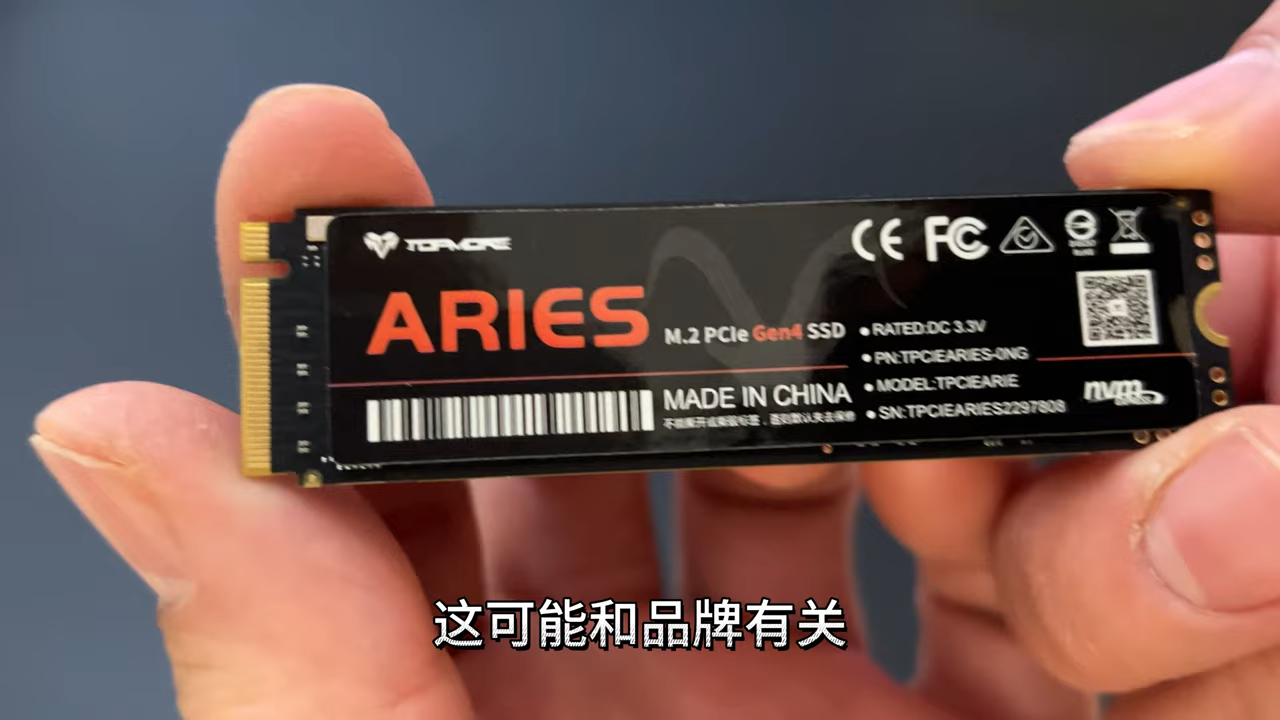 TOPMORE
ARIES
M.2 PCIe Gen4 SSD
MADE IN CHINA
CE FC
RATED:DC 3.3V
PN:TPCIEARIES-0NG
MODEL:TPCIEARIE
SN:TPCIEARIES2297808
nvm
这可能和品牌有关